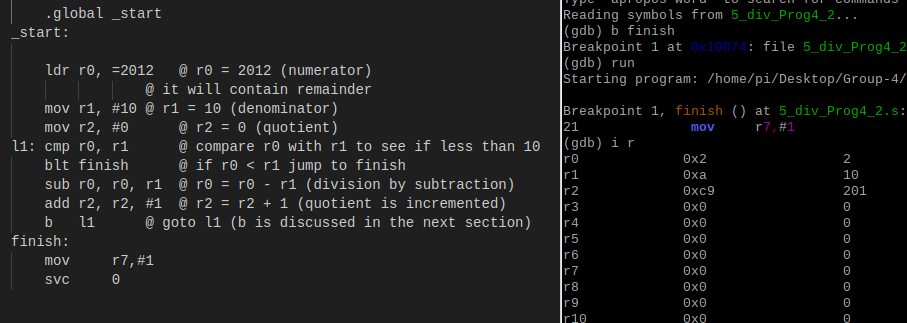 .global _start
_start:
ldr r0, =2012 @ r0 = 2012 (numerator)
@ it will contain remainder
mov r1, #10 @ r1 = 10 (denominator)
mov r2, #0 @ r2 = 0 (quotient)
l1: cmp r0, r1 @ compare r0 with r1 to see if less than 10
blt finish @ if r0 < r1 jump to finish
sub r0, r0, r1 @ r0 = r0 - r1 (division by subtraction)
add r2, r2, #1 @ r2 = r2 + 1 (quotient is incremented)
b l1 @ goto l1 (b is discussed in the next section)
finish:
mov r7,#1
svc 0
Type "apropos word" to search for commands
Reading symbols from 5_div_Prog4_2...
(gdb) b finish
Breakpoint 1 at 0x10074: file 5_div_Prog4_2
(gdb) run
Starting program: /home/pi/Desktop/Group-4/
Breakpoint 1, finish () at 5_div_Prog4_2.s:
21 mov r7,#1
(gdb) i r
r0 0x2 2
r1 0xa 10
r2 0xc9 201
r3 0x0 0
r4 0x0 0
r5 0x0 0
r6 0x0 0
r7 0x0 0
r8 0x0 0
r9 0x0 0
r10 0x0 0